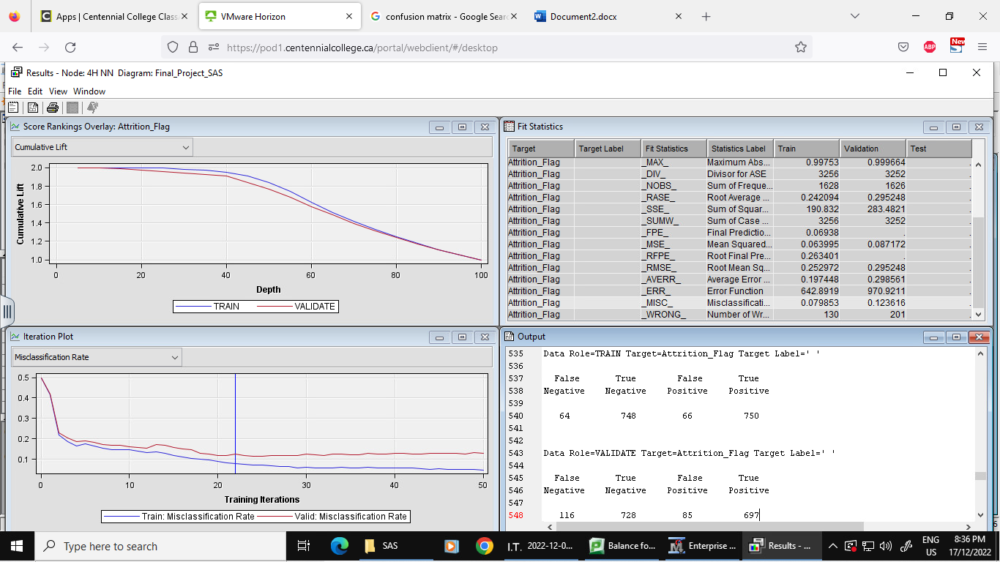 Apps | Centennial College Class
VMware Horizon
confusion matrix - Google Sear
Document2.docx
https://pod1.centennialcollege.ca/portal/webclient/#/desktop
ABP
New
Results - Node: 4H NN Diagram: Final_Project_SAS
File Edit View Window
Score Rankings Overlay: Attrition_Flag
Cumulative Lift
Cumulative Lift
2.0
1.8
1.6
1.4
1.2
1.0
0 20 40 60 80 100
Depth
TRAIN VALIDATE
Fit Statistics
Target Target Label Fit Statistics Statistics Label Train Validation Test
Attrition_Flag _MAX_ Maximum Abs... 0.99753 0.999664 .
Attrition_Flag _DIV_ Divisor for ASE 3256 3252 .
Attrition_Flag _NOBS_ Sum of Freque... 1628 1626 .
Attrition_Flag _RASE_ Root Average ... 0.242094 0.295248 .
Attrition_Flag _SSE_ Sum of Squar... 190.832 283.4821 .
Attrition_Flag _SUMW_ Sum of Case ... 3256 3252 .
Attrition_Flag _FPE_ Final Predictio... 0.06938 . .
Attrition_Flag _MSE_ Mean Squared... 0.063995 0.087172 .
Attrition_Flag _RFPE_ Root Final Pre... 0.263401 . .
Attrition_Flag _RMSE_ Root Mean Sq... 0.252972 0.295248 .
Attrition_Flag _AVERR_ Average Error ... 0.197448 0.298561 .
Attrition_Flag _ERR_ Error Function 642.8919 970.9211 .
Attrition_Flag _MISC_ Misclassificati... 0.079853 0.123616 .
Attrition_Flag _WRONG_ Number of Wr... 130 201 .
Iteration Plot
Misclassification Rate
0.5
0.4
0.3
0.2
0.1
0 10 20 30 40 50
Training Iterations
Train: Misclassification Rate Valid: Misclassification Rate
Output
535 Data Role=TRAIN Target=Attrition_Flag Target Label=' '
536
537 False True False True
538 Negative Negative Positive Positive
539
540 64 748 66 750
541
542
543 Data Role=VALIDATE Target=Attrition_Flag Target Label=' '
544
545 False True False True
546 Negative Negative Positive Positive
547
548 116 728 85 697
Type here to search
SAS
I.T. 2022-12-0...
Balance fo...
Enterprise ...
Results - ...
ENG
US
8:36 PM
17/12/2022